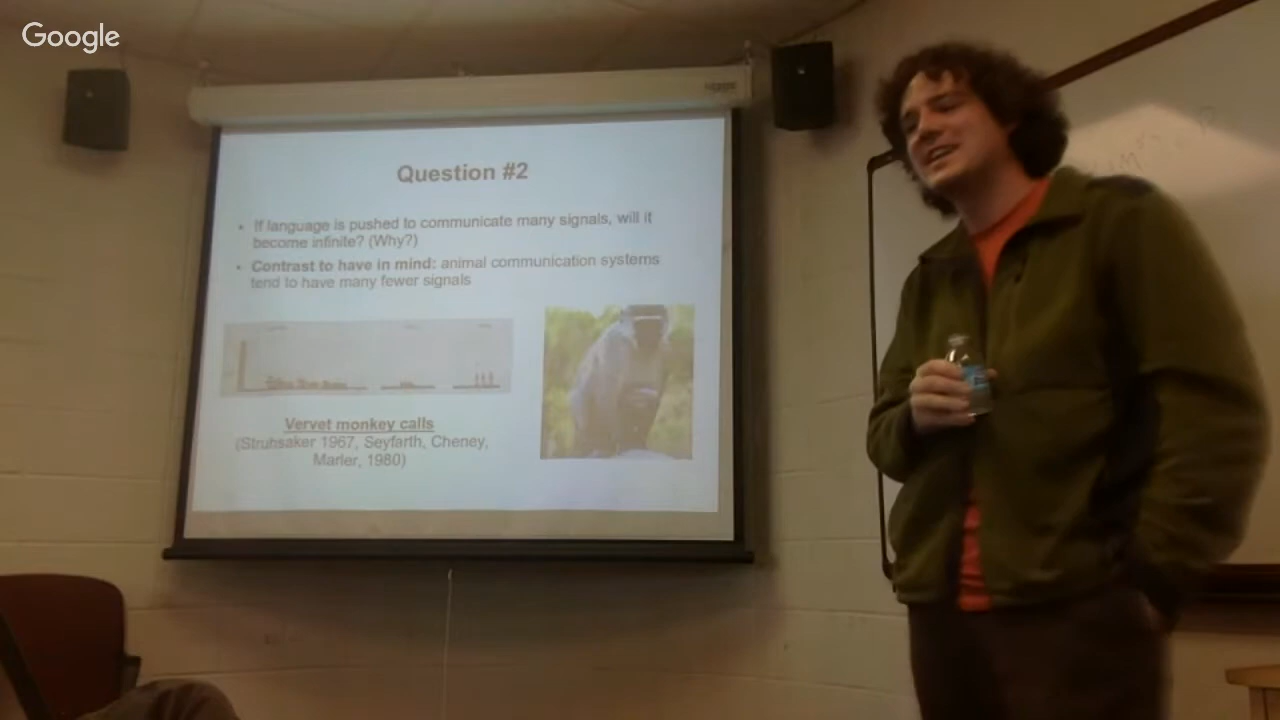 Google
Question #2
• If language is pushed to communicate many signals, will it
become infinite? (Why?)
• Contrast to have in mind: animal communication systems
tend to have many fewer signals
Vervet monkey calls
(Struhsaker 1967, Seyfarth, Cheney,
Marler, 1980)